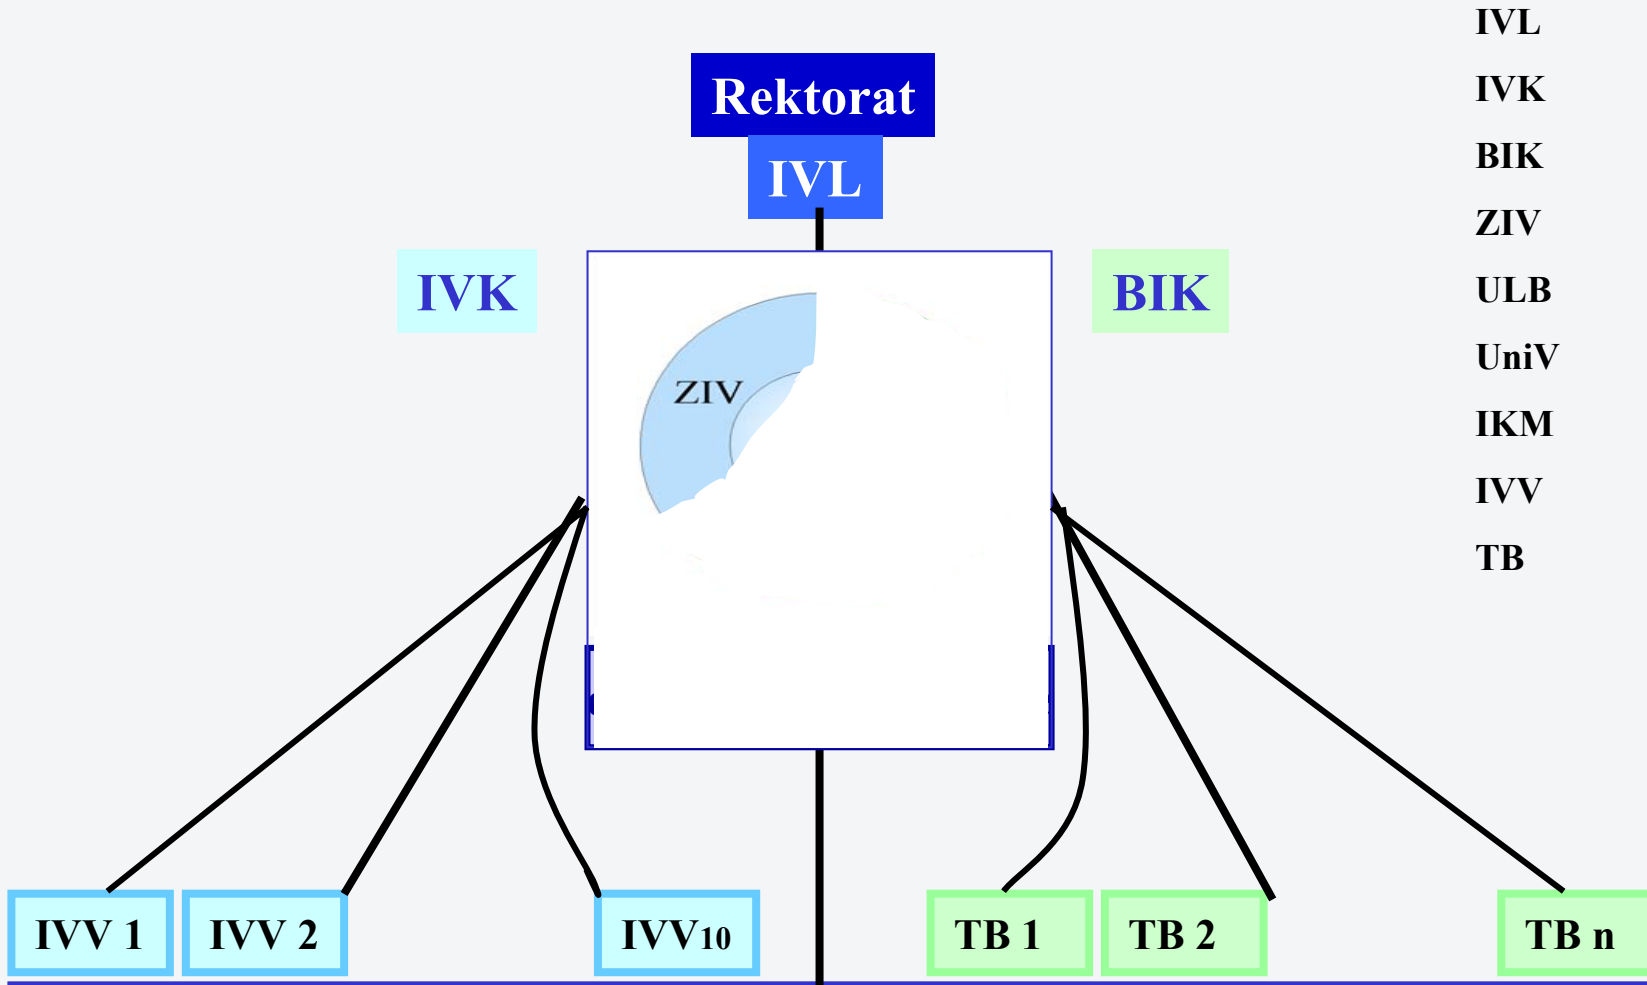 Rektorat
IVL
IVK
BIK
ZIV
IVV 1
IVV 2
IVV10
TB 1
TB 2
TB n
IVL
IVK
BIK
ZIV
ULB
UniV
IKM
IVV
TB